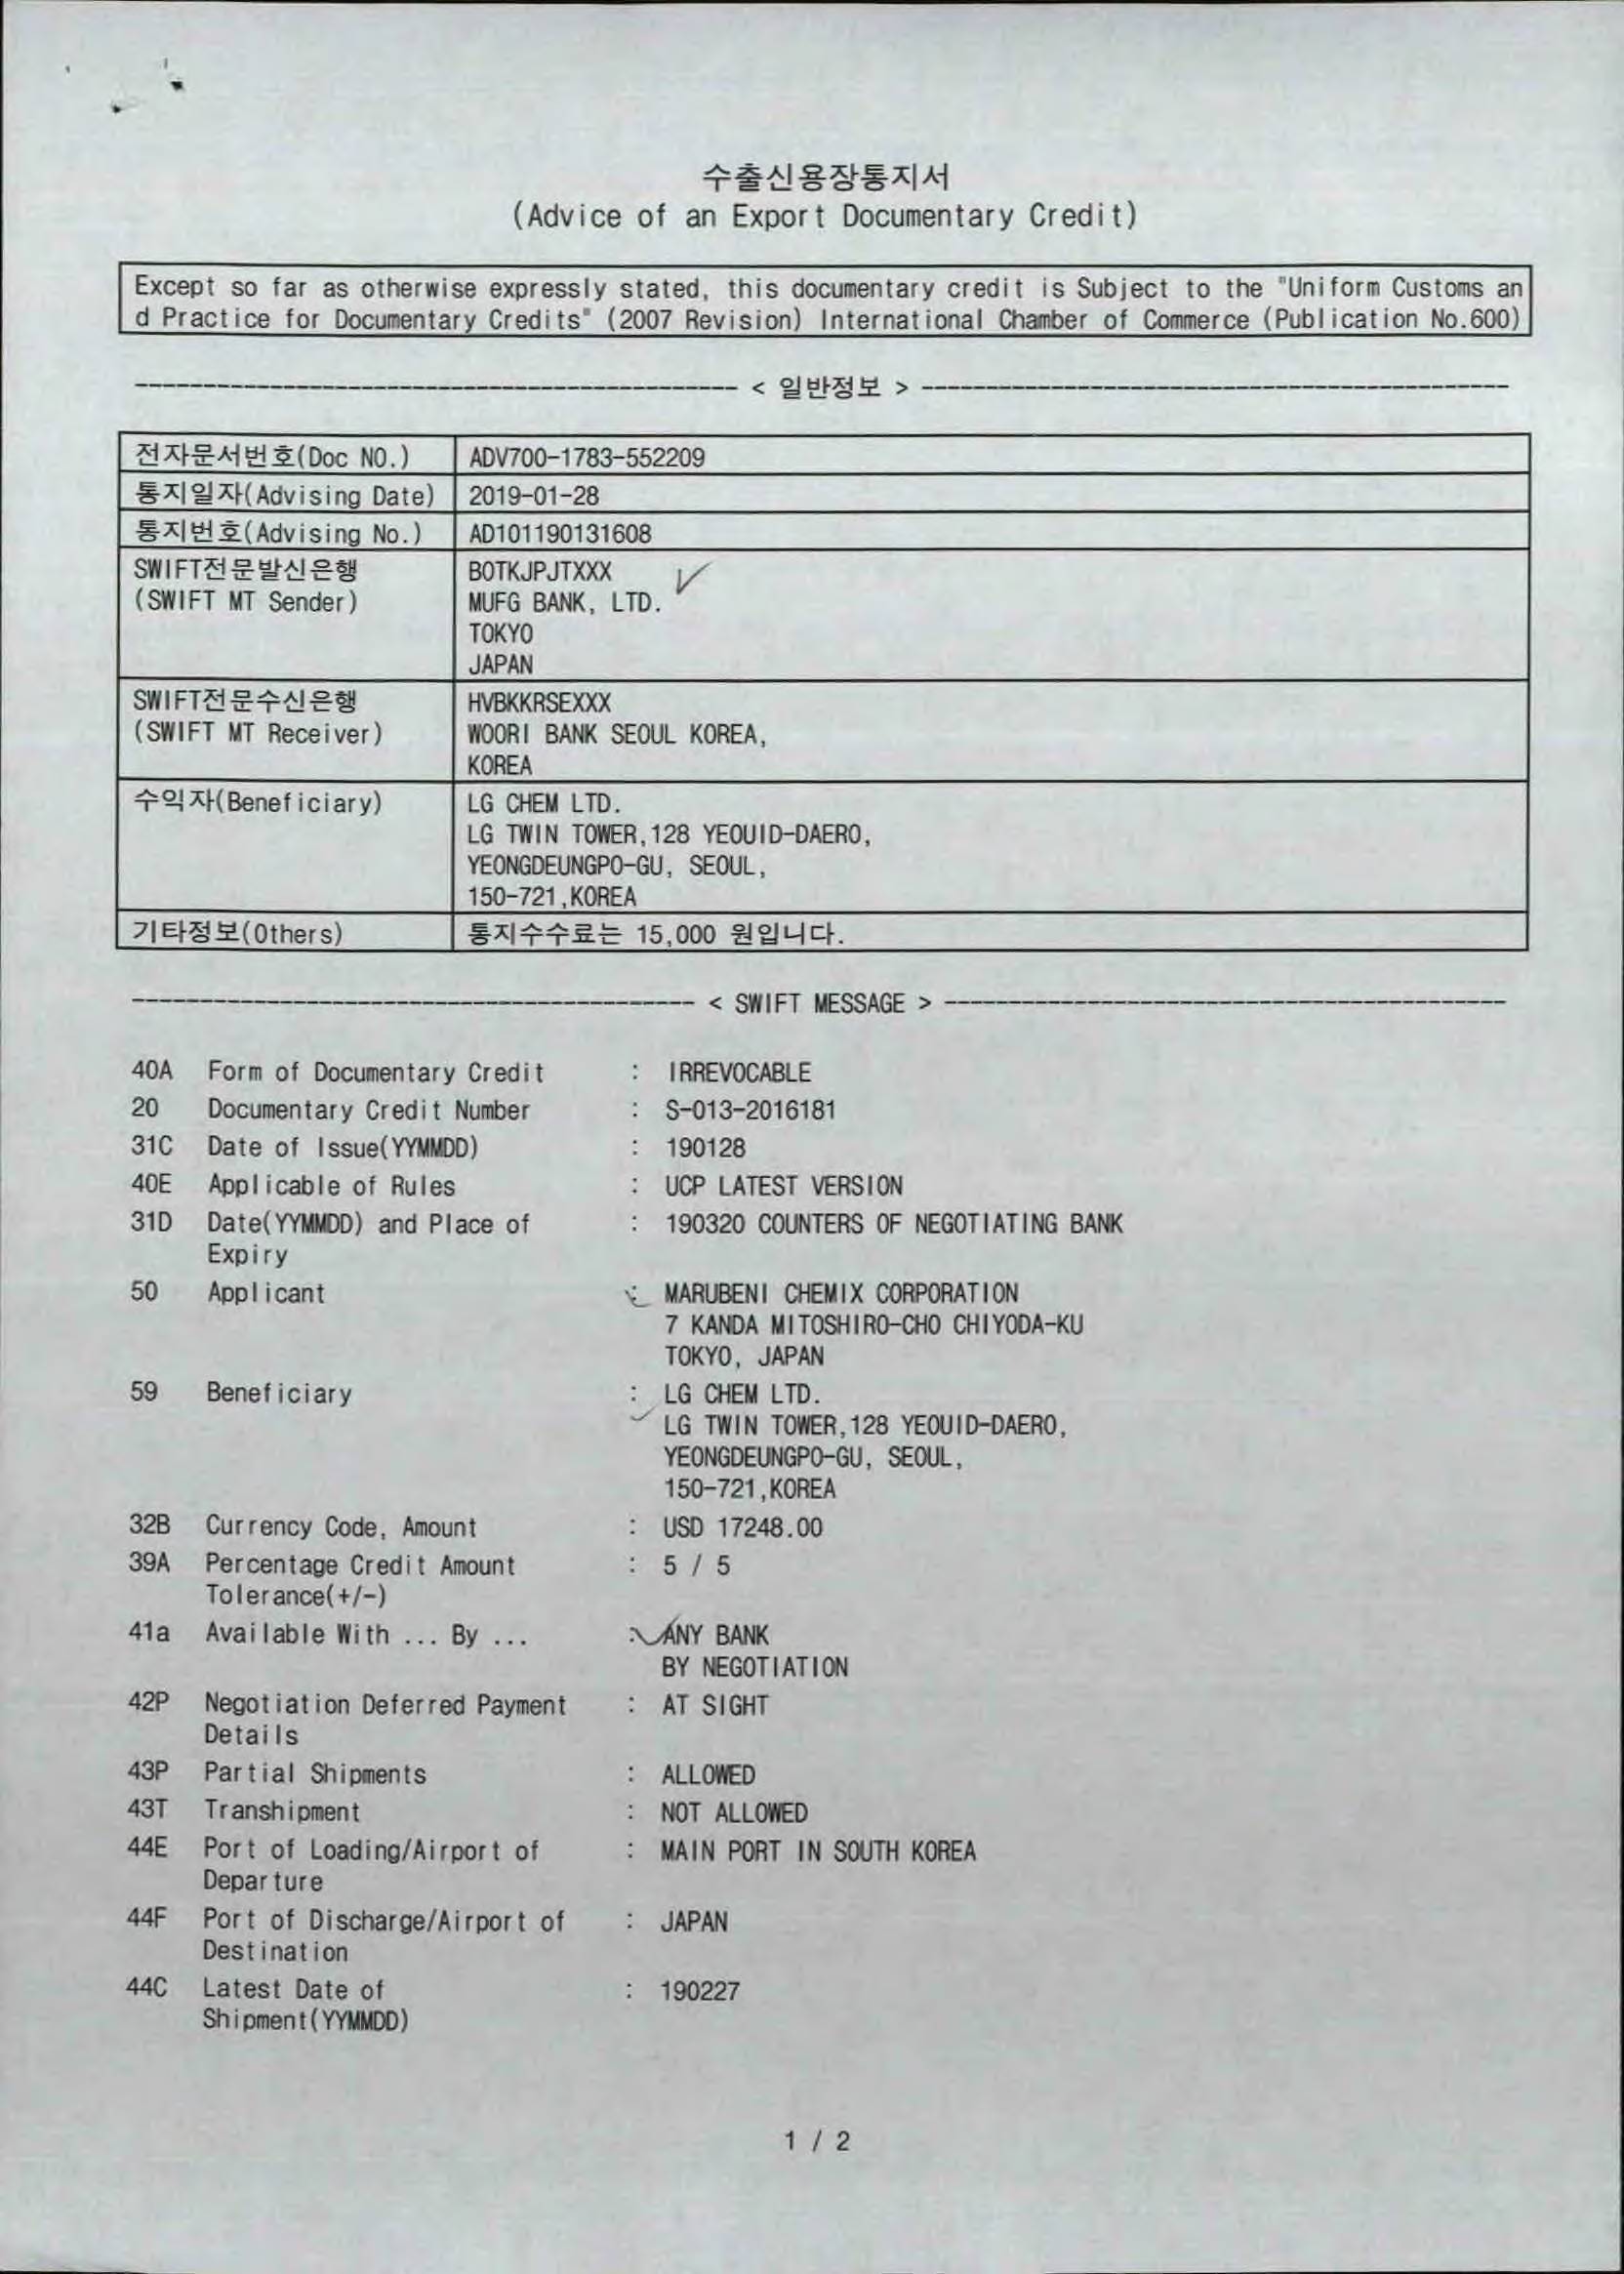 수출신용장통지서
(Advice of an Export Documentary Credit)
Except so far as otherwise expressly stated, this documentary credit is Subject to the "Uniform Customs an
d Practice for Documentary Credits" (2007 Revision) International Chamber of Commerce (Publication No.600)
< 일반정보 >
전자문서번호(Doc NO.) ADV700-1783-552209
통지일자(Advising Date) 2019-01-28
통지번호(Advising No.) AD101190131608
SWIFT전문발신은행 BOTKJPJTXXX
(SWIFT MT Sender) MUFG BANK, LTD.
TOKYO
JAPAN
SWIFT전문수신은행 HVBKKRSEXXX
(SWIFT MT Receiver) WOORI BANK SEOUL KOREA,
KOREA
수익자(Beneficiary) LG CHEM LTD.
LG TWIN TOWER,128 YEOUID-DAERO,
YEONGDEUNGPO-GU, SEOUL,
150-721,KOREA
기타정보(Others) 통지수수료는 15,000 원입니다.
< SWIFT MESSAGE >
40A Form of Documentary Credit : IRREVOCABLE
20 Documentary Credit Number : S-013-2016181
31C Date of Issue(YYMMDD) : 190128
40E Applicable of Rules : UCP LATEST VERSION
31D Date(YYMMDD) and Place of : 190320 COUNTERS OF NEGOTIATING BANK
Expiry
50 Applicant : MARUBENI CHEMIX CORPORATION
7 KANDA MITOSHIRO-CHO CHIYODA-KU
TOKYO, JAPAN
59 Beneficiary : LG CHEM LTD.
LG TWIN TOWER,128 YEOUID-DAERO,
YEONGDEUNGPO-GU, SEOUL,
150-721,KOREA
32B Currency Code, Amount : USD 17248.00
39A Percentage Credit Amount : 5 / 5
Tolerance(+/-)
41a Available With ... By ... : ANY BANK
BY NEGOTIATION
42P Negotiation Deferred Payment : AT SIGHT
Details
43P Partial Shipments : ALLOWED
43T Transhipment : NOT ALLOWED
44E Port of Loading/Airport of : MAIN PORT IN SOUTH KOREA
Departure
44F Port of Discharge/Airport of : JAPAN
Destination
44C Latest Date of : 190227
Shipment(YYMMDD)
1 / 2